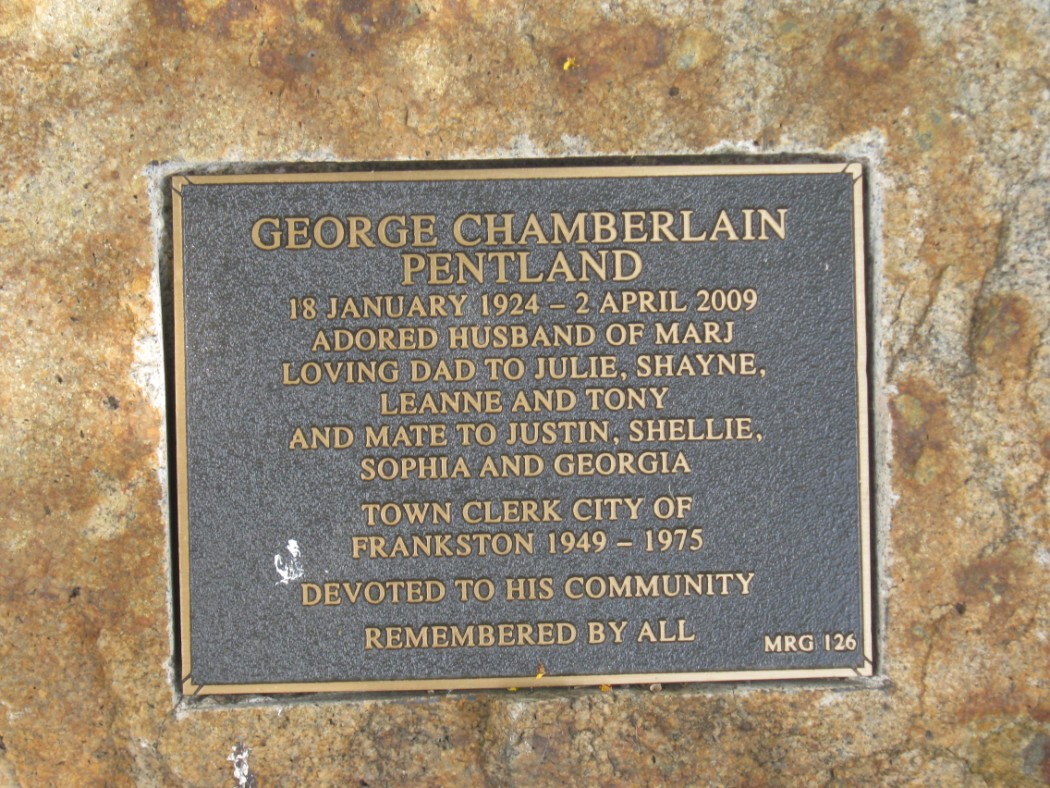 GEORGE CHAMBERLAIN
PENTLAND
18 JANUARY 1924 – 2 APRIL 2009
ADORED HUSBAND OF MARJ
LOVING DAD TO JULIE, SHAYNE,
LEANNE AND TONY
AND MATE TO JUSTIN, SHELLIE,
SOPHIA AND GEORGIA
TOWN CLERK CITY OF
FRANKSTON 1949 – 1975
DEVOTED TO HIS COMMUNITY
REMEMBERED BY ALL
MRG 126